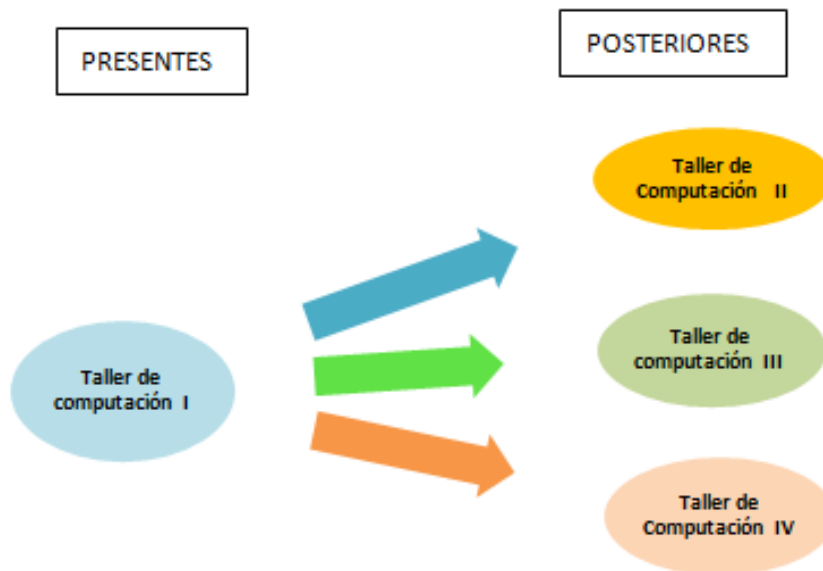 PRESENTES
POSTERIORES
Taller de
Computación II
Taller de
computación I
Taller de
computación III
Taller de
Computación IV